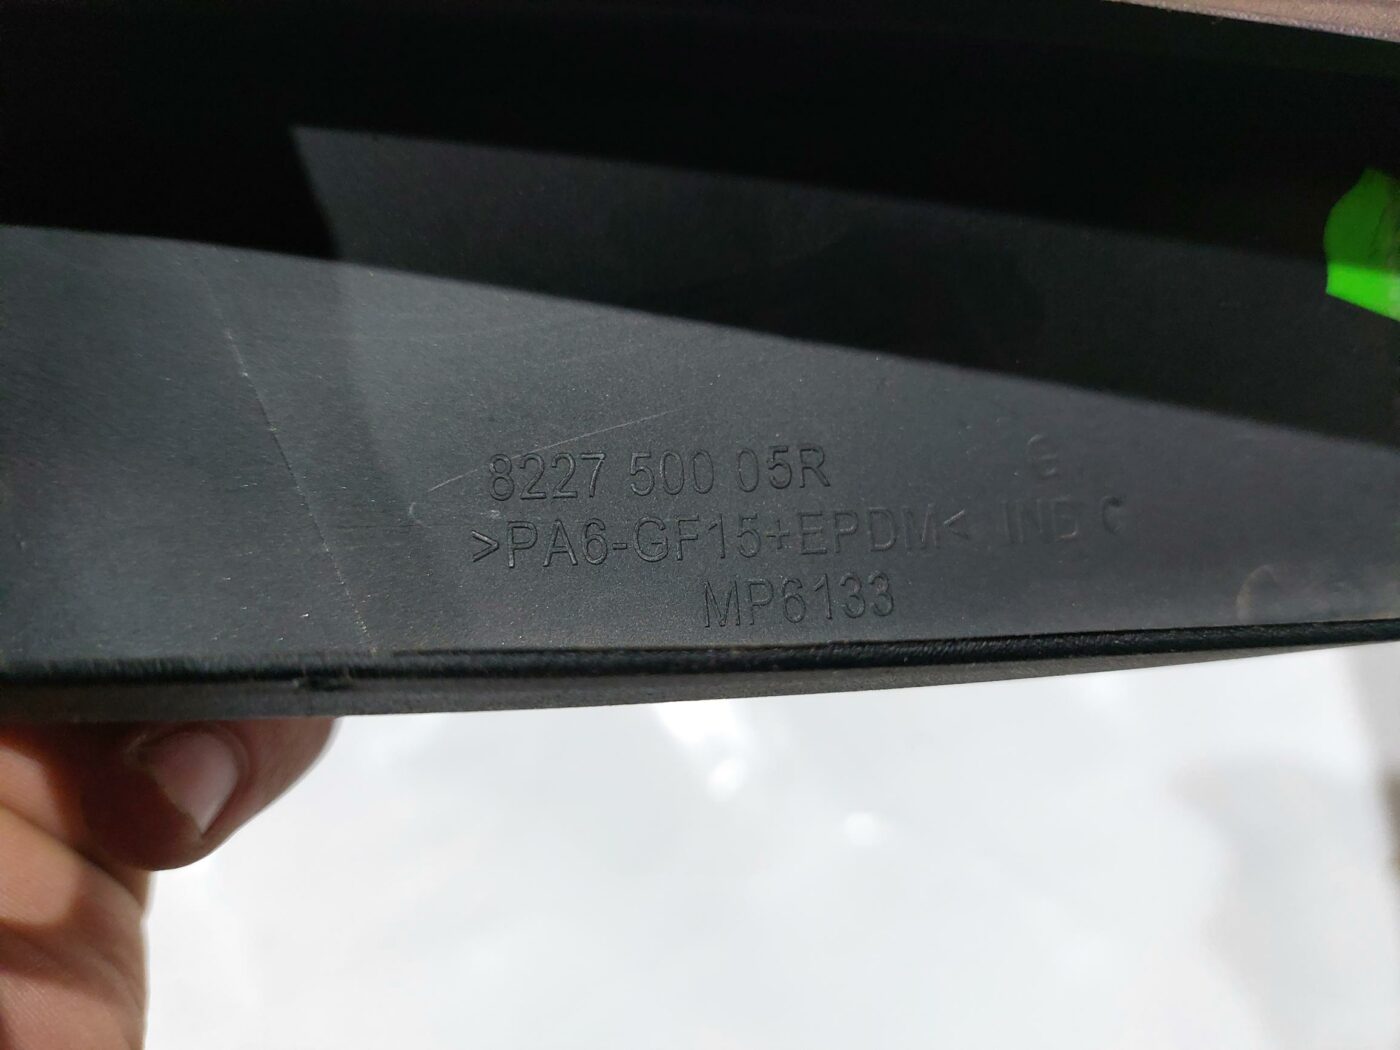 8227 500 05R
G
>PA6-GF15+EPDM< IND C
MP6133